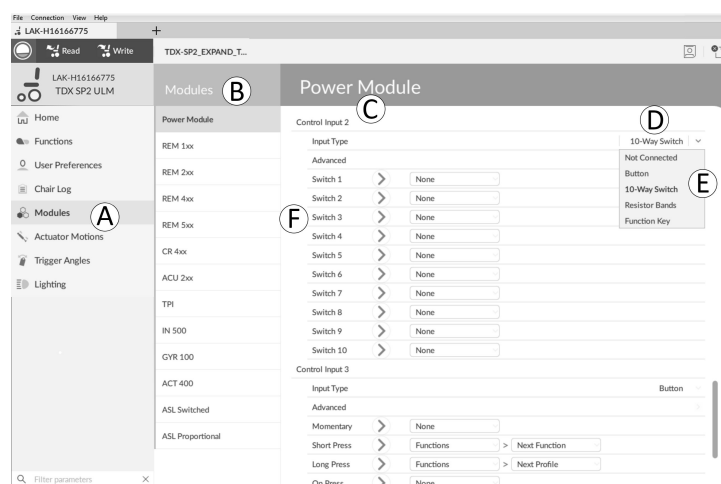 File Connection View Help
LAK-H16166775 +
Read Write TDX-SP2_EXPAND_T...
LAK-H16166775
TDX SP2 ULM
Modules B
Power Module
C
Home
Functions
User Preferences
Chair Log
Modules A
Actuator Motions
Trigger Angles
Lighting
Filter parameters ×
Power Module
REM 1xx
REM 2xx
REM 4xx
REM 5xx
CR 4xx
ACU 2xx
TPI
IN 500
GYR 100
ACT 400
ASL Switched
ASL Proportional
Control Input 2
D
Input Type 10-Way Switch
Not Connected
Button
10-Way Switch
Resistor Bands
Function Key
E
Advanced
Switch 1 None
Switch 2 None
F Switch 3 None
Switch 4 None
Switch 5 None
Switch 6 None
Switch 7 None
Switch 8 None
Switch 9 None
Switch 10 None
Control Input 3
Input Type Button
Advanced
Momentary None
Short Press Functions > Next Function
Long Press Functions > Next Profile
On Press None